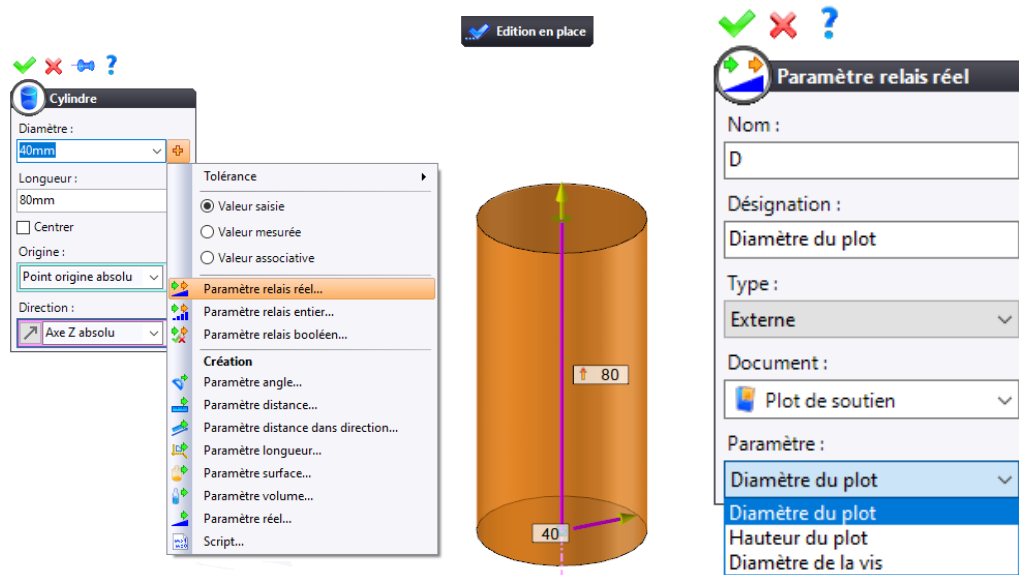 Cylindre
Diamètre :
40mm
Longueur :
80mm
Centrer
Origine :
Point origine absolu
Direction :
Axe Z absolu
Tolérance
Valeur saisie
Valeur mesurée
Valeur associative
Paramètre relais réel...
Paramètre relais entier...
Paramètre relais booléen...
Création
Paramètre angle...
Paramètre distance...
Paramètre distance dans direction...
Paramètre longueur...
Paramètre surface...
Paramètre volume...
Paramètre réel...
Script...
Edition en place
80
40
Paramètre relais réel
Nom :
D
Désignation :
Diamètre du plot
Type :
Externe
Document :
Plot de soutien
Paramètre :
Diamètre du plot
Diamètre du plot
Hauteur du plot
Diamètre de la vis